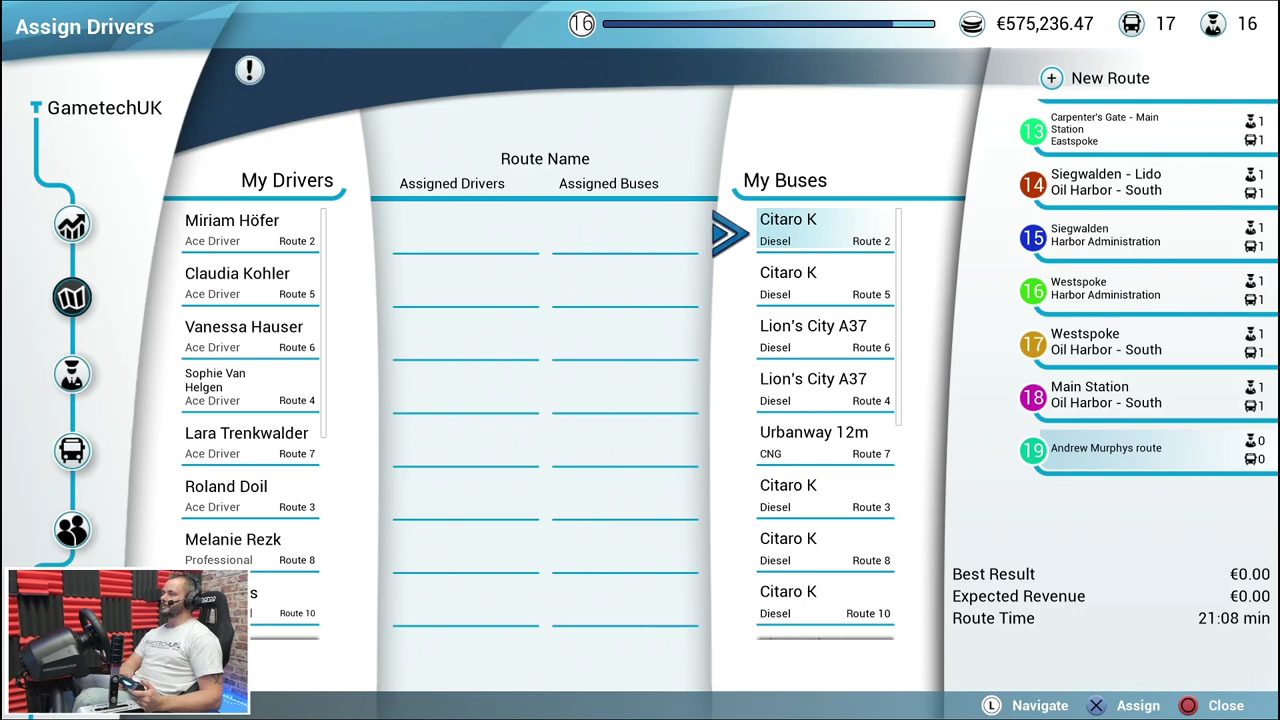 Assign Drivers
16
€575,236.47
17
16
GametechUK
My Drivers
Miriam Höfer
Ace Driver Route 2
Claudia Kohler
Ace Driver Route 5
Vanessa Hauser
Ace Driver Route 6
Sophie Van
Helgen
Ace Driver Route 4
Lara Trenkwalder
Ace Driver Route 7
Roland Doil
Ace Driver Route 3
Melanie Rezk
Professional Route 8
Route 10
Route Name
Assigned Drivers Assigned Buses
My Buses
Citaro K
Diesel Route 2
Citaro K
Diesel Route 5
Lion's City A37
Diesel Route 6
Lion's City A37
Diesel Route 4
Urbanway 12m
CNG Route 7
Citaro K
Diesel Route 3
Citaro K
Diesel Route 8
Citaro K
Diesel Route 10
+ New Route
13
Carpenter's Gate - Main
Station
Eastspoke
1
1
14
Siegwalden - Lido
Oil Harbor - South
1
1
15
Siegwalden
Harbor Administration
1
1
16
Westspoke
Harbor Administration
1
1
17
Westspoke
Oil Harbor - South
1
1
18
Main Station
Oil Harbor - South
1
1
19
Andrew Murphys route
0
0
Best Result €0.00
Expected Revenue €0.00
Route Time 21:08 min
L Navigate Assign Close